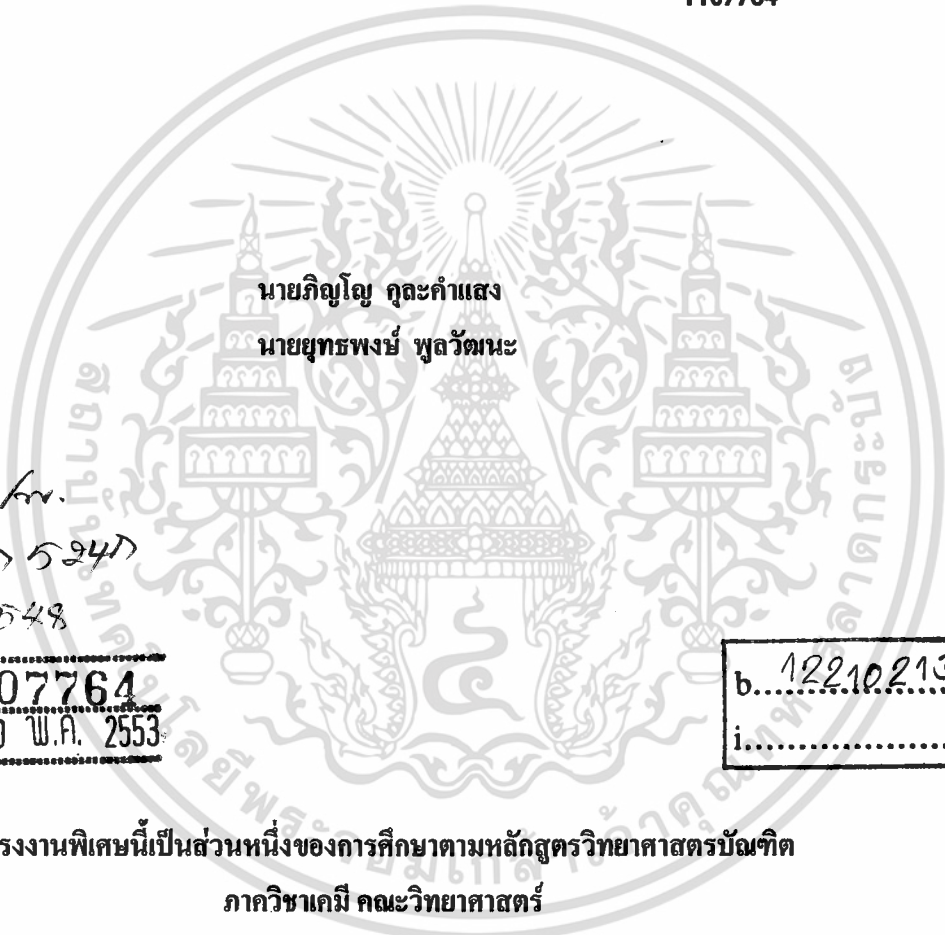 นายภิญโญ กุละคำแสง
นายยุทธพงษ์ พูลวัฒนะ
524ก
548
07764
พ.ค. 2553
b....12210213
i....................
รงงานพิเศษนี้เป็นส่วนหนึ่งของการศึกษาตามหลักสูตรวิทยาศาสตรบัณฑิต
ภาควิชาเคมี คณะวิทยาศาสตร์